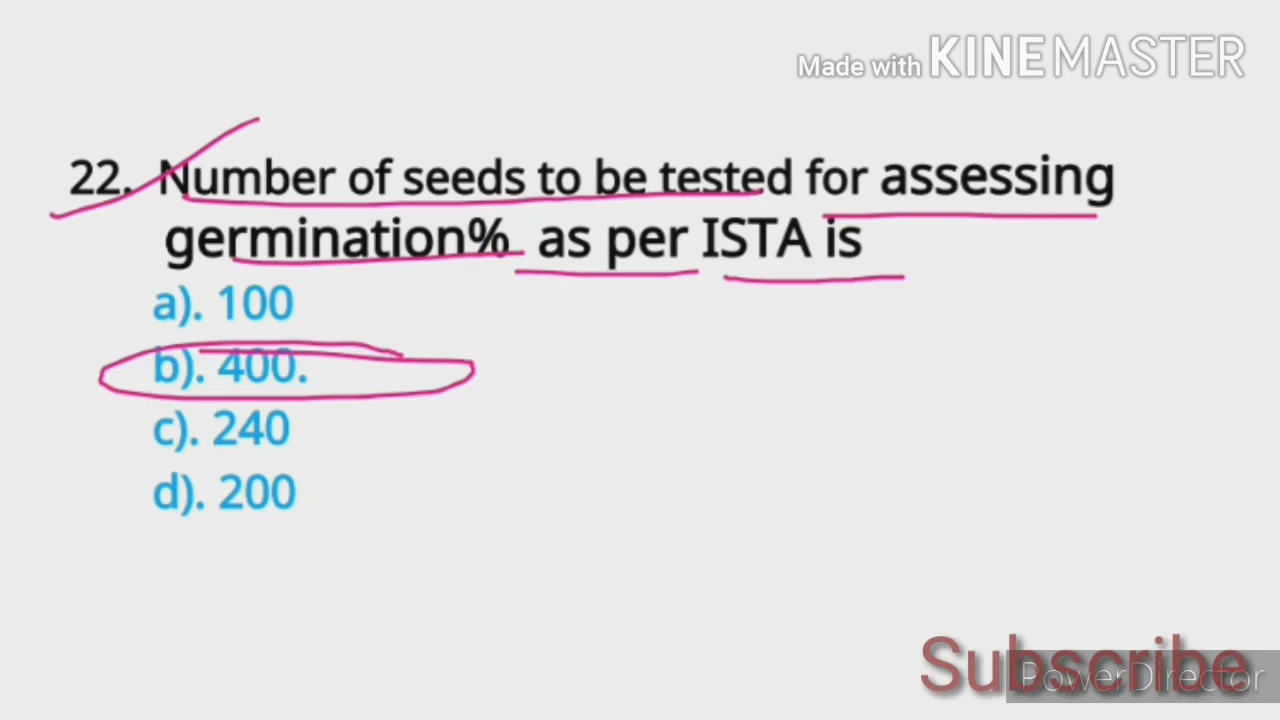 Made with KINEMASTER
22. Number of seeds to be tested for assessing
germination% as per ISTA is
a). 100
b). 400.
c). 240
d). 200
Subscribe
PowerDirector